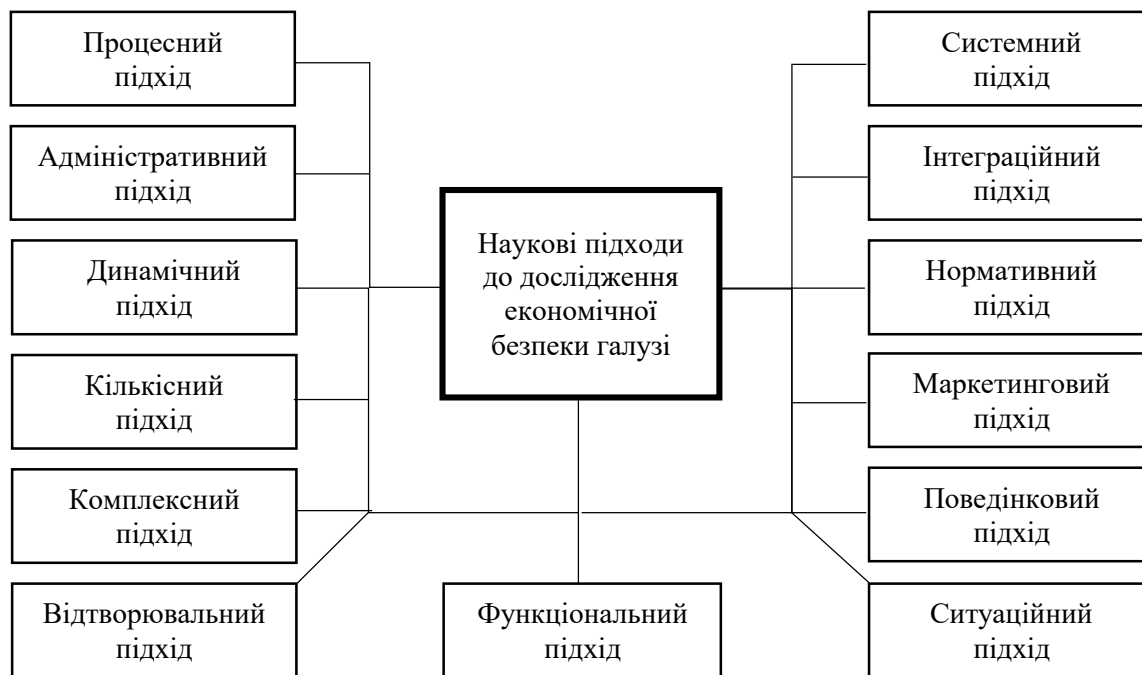 Процесний
підхід
Адміністративний
підхід
Динамічний
підхід
Кількісний
підхід
Комплексний
підхід
Відтворювальний
підхід
Наукові підходи
до дослідження
економічної
безпеки галузі
Функціональний
підхід
Системний
підхід
Інтеграційний
підхід
Нормативний
підхід
Маркетинговий
підхід
Поведінковий
підхід
Ситуаційний
підхід